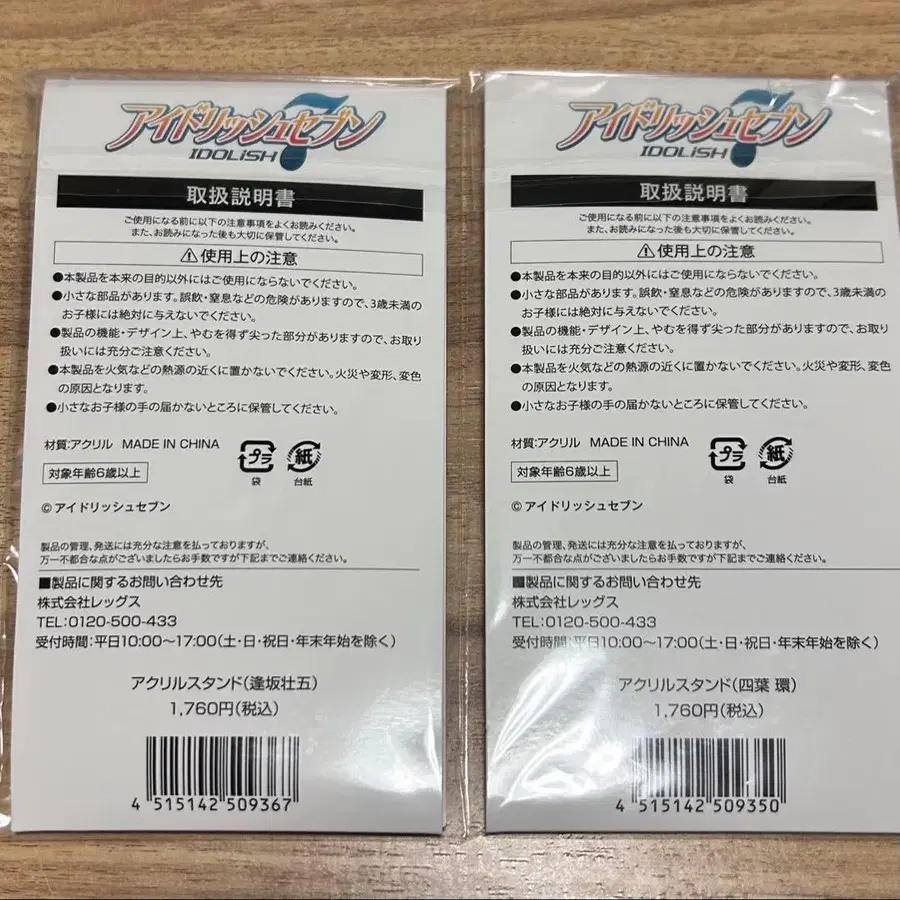 アイドリッシュセブン
7
IDOLiSH
取扱説明書
ご使用になる前に以下の注意事項をよくお読みください。
また、お読みになった後も大切に保管してください。
⚠使用上の注意
●本製品を本来の目的以外にはご使用にならないでください。
●小さな部品があります。誤飲・窒息などの危険がありますので、3歳未満の
お子様には絶対に与えないでください。
●製品の機能・デザイン上、やむを得ず尖った部分がありますので、お取り
扱いには充分ご注意ください。
●本製品を火気などの熱源の近くに置かないでください。火災や変形、変色
の原因となります。
●小さなお子様の手の届かないところに保管してください。
材質:アクリル MADE IN CHINA
対象年齢6歳以上
プラ
袋
紙
台紙
© アイドリッシュセブン
製品の管理、発送には充分な注意を払っておりますが、
万一不都合な点がございましたらお手数ですが下記までご連絡ください。
■製品に関するお問い合わせ先
株式会社レッグス
TEL:0120-500-433
受付時間:平日10:00〜17:00(土・日・祝日・年末年始を除く)
アクリルスタンド(逢坂壮五)
1,760円(税込)
4 515142 509367
アイドリッシュセブン
7
IDOLiSH
取扱説明書
ご使用になる前に以下の注意事項をよくお読みください。
また、お読みになった後も大切に保管してください。
⚠使用上の注意
●本製品を本来の目的以外にはご使用にならないでください。
●小さな部品があります。誤飲・窒息などの危険がありますので、3歳未満の
お子様には絶対に与えないでください。
●製品の機能・デザイン上、やむを得ず尖った部分がありますので、お取り
扱いには充分ご注意ください。
●本製品を火気などの熱源の近くに置かないでください。火災や変形、変色
の原因となります。
●小さなお子様の手の届かないところに保管してください。
材質:アクリル MADE IN CHINA
対象年齢6歳以上
プラ
袋
紙
台紙
© アイドリッシュセブン
製品の管理、発送には充分な注意を払っておりますが、
万一不都合な点がございましたらお手数ですが下記までご連絡ください。
■製品に関するお問い合わせ先
株式会社レッグス
TEL:0120-500-433
受付時間:平日10:00〜17:00(土・日・祝日・年末年始を除く)
アクリルスタンド(四葉 環)
1,760円(税込)
4 515142 509350